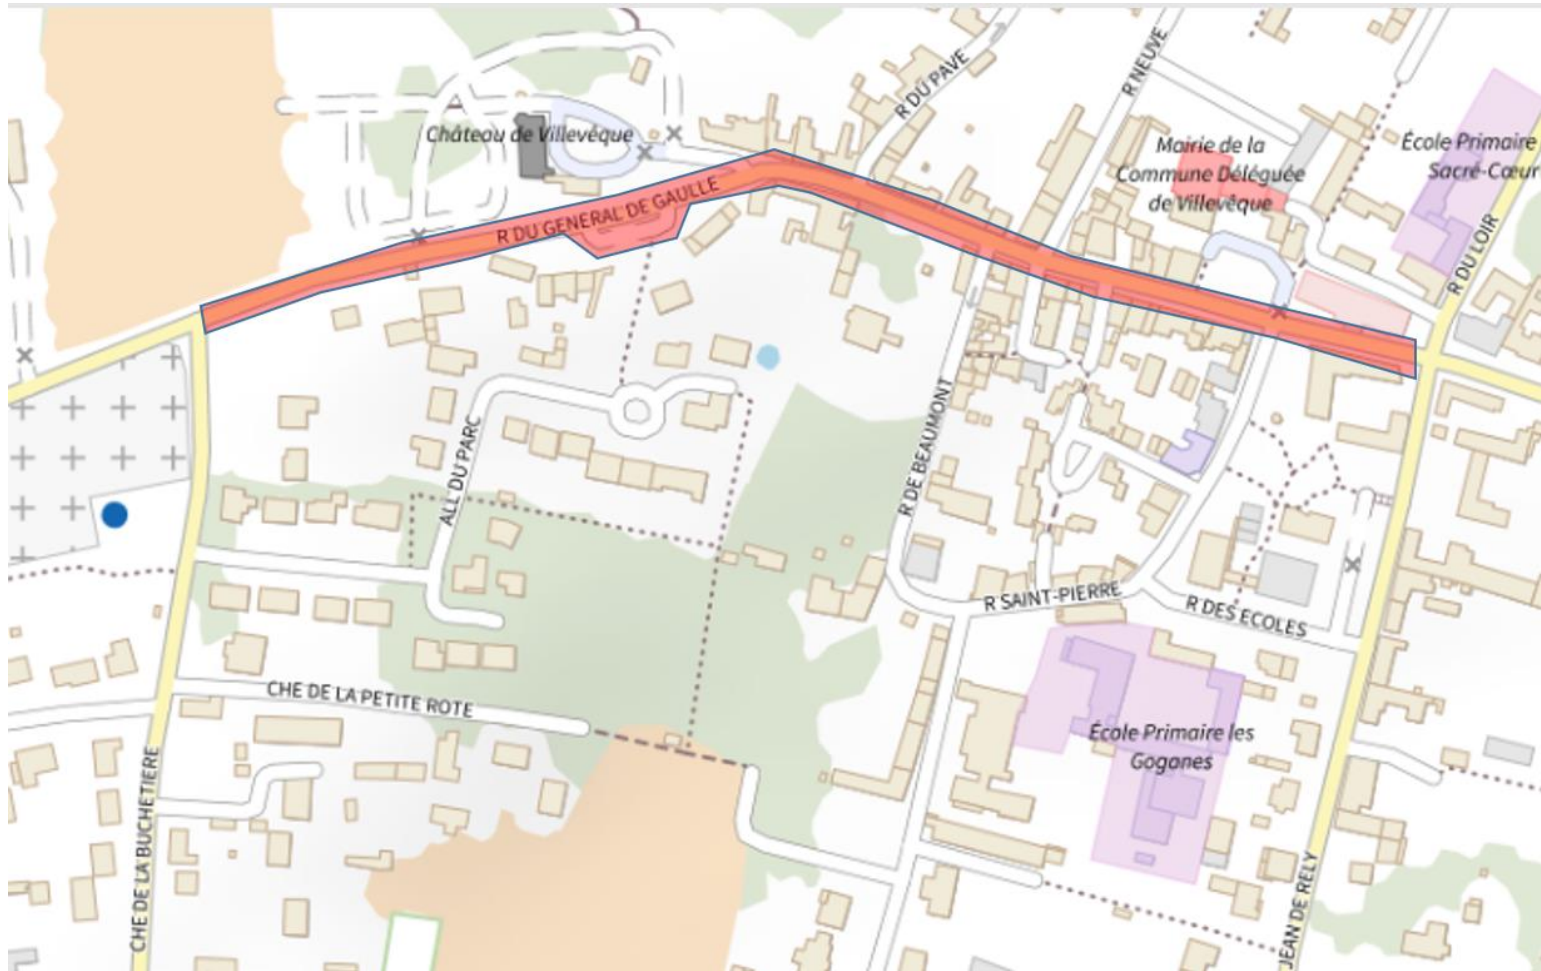 R DU PAVE
R NEUVE
Château de Villevêque
Mairie de la
Commune Déléguée
de Villevêque
École Primaire
Sacré-Cœur
R DU GENERAL DE GAULLE
R DU LOIR
ALL DU PARC
R DE BEAUMONT
R SAINT-PIERRE
R DES ECOLES
CHE DE LA PETITE ROTE
École Primaire les
Goganes
CHE DE LA BUCHETIERE
JEAN DE RELY